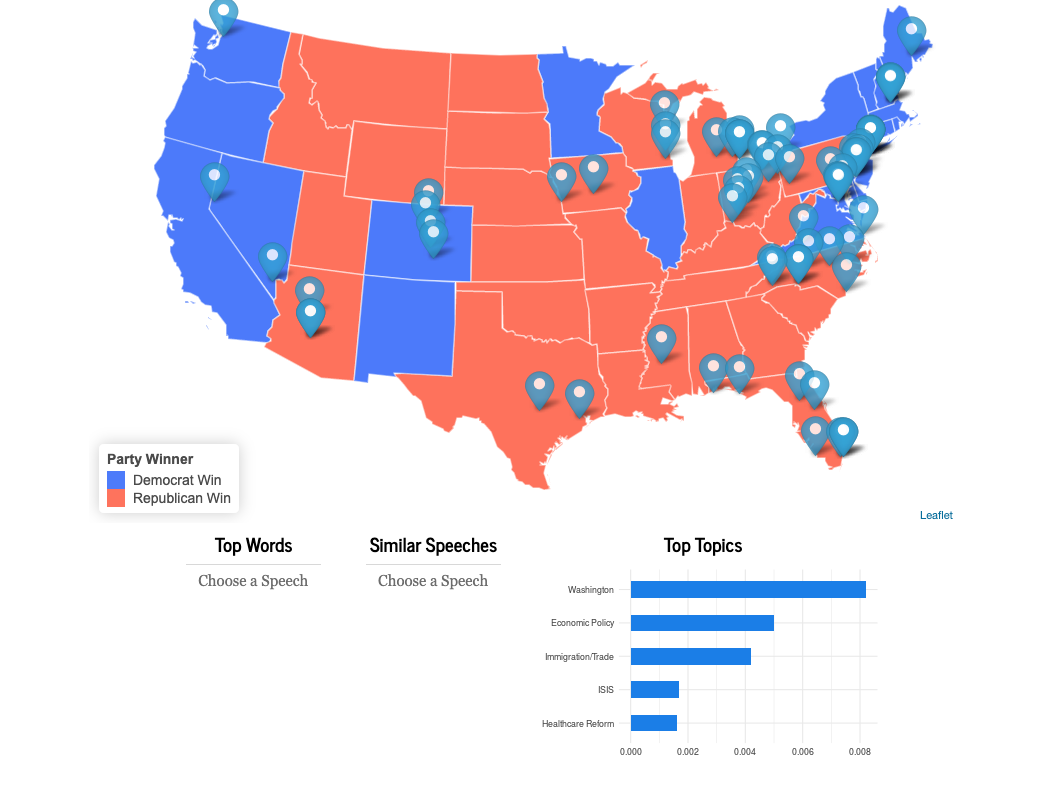 Party Winner
Democrat Win
Republican Win
Leaflet
Top Words
Similar Speeches
Top Topics
Choose a Speech
Choose a Speech
Washington
Economic Policy
Immigration/Trade
ISIS
Healthcare Reform
0.000 0.002 0.004 0.006 0.008